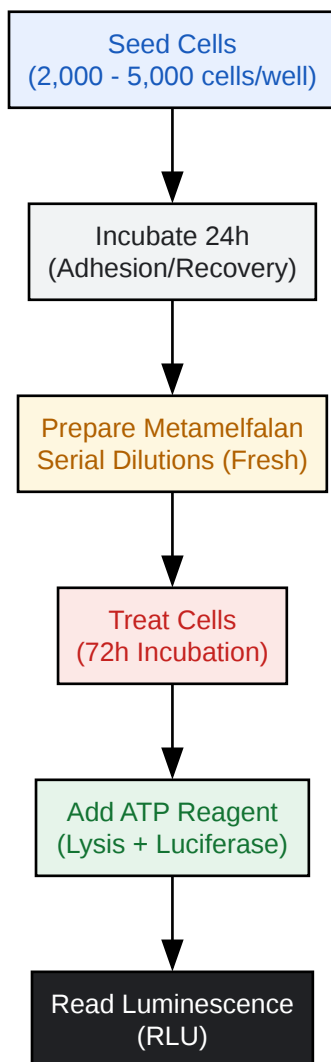 Seed Cells
(2,000 - 5,000 cells/well)
Incubate 24h
(Adhesion/Recovery)
Prepare Metamelfalan
Serial Dilutions (Fresh)
Treat Cells
(72h Incubation)
Add ATP Reagent
(Lysis + Luciferase)
Read Luminescence
(RLU)